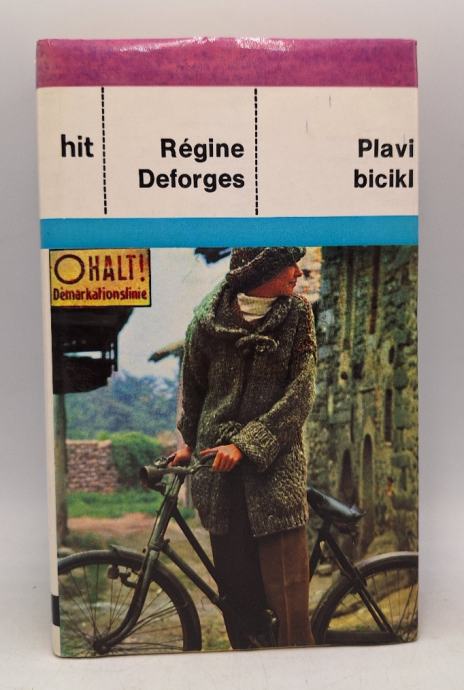 hit
Régine
Deforges
Plavi
bicikl
HALT!
Demarkationslinie